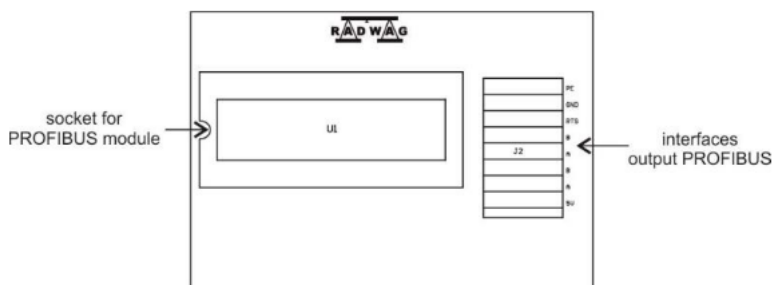 RADWAG
socket for
PROFIBUS module
U1
PE
GND
RTS
B
J2
A
B
A
5V
interfaces
output PROFIBUS